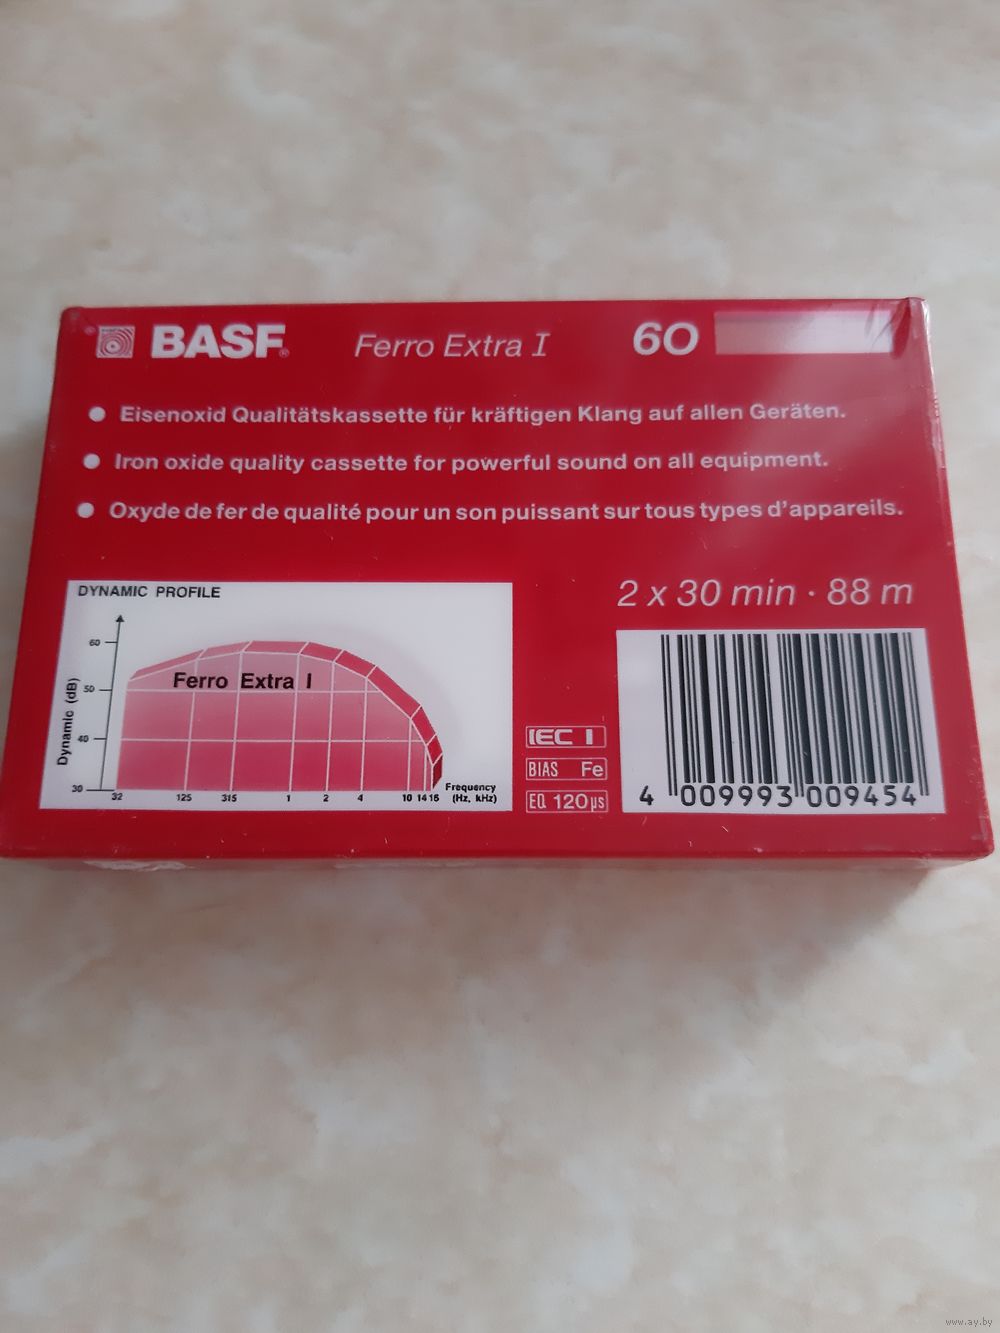 BASF® Ferro Extra I 60
● Eisenoxid Qualitätskassette für kräftigen Klang auf allen Geräten.
● Iron oxide quality cassette for powerful sound on all equipment.
● Oxyde de fer de qualité pour un son puissant sur tous types d'appareils.
DYNAMIC PROFILE
2 x 30 min · 88 m
60
Ferro Extra I
50
40
30
Dynamic (dB)
32 125 315 1 2 4 10 14 16
Frequency
(Hz, kHz)
IEC I
BIAS Fe
EQ 120 µs
4 009993 009454
www.ay.by